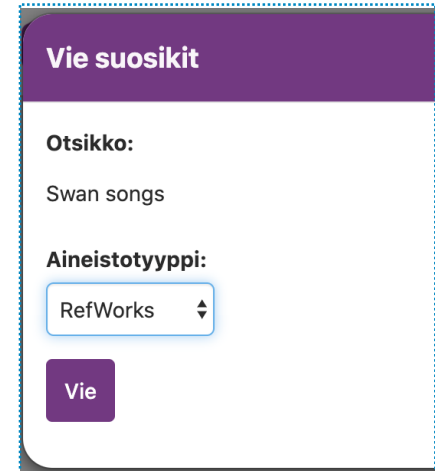 Vie suosikit
Otsikko:
Swan songs
Aineistotyyppi:
RefWorks
Vie